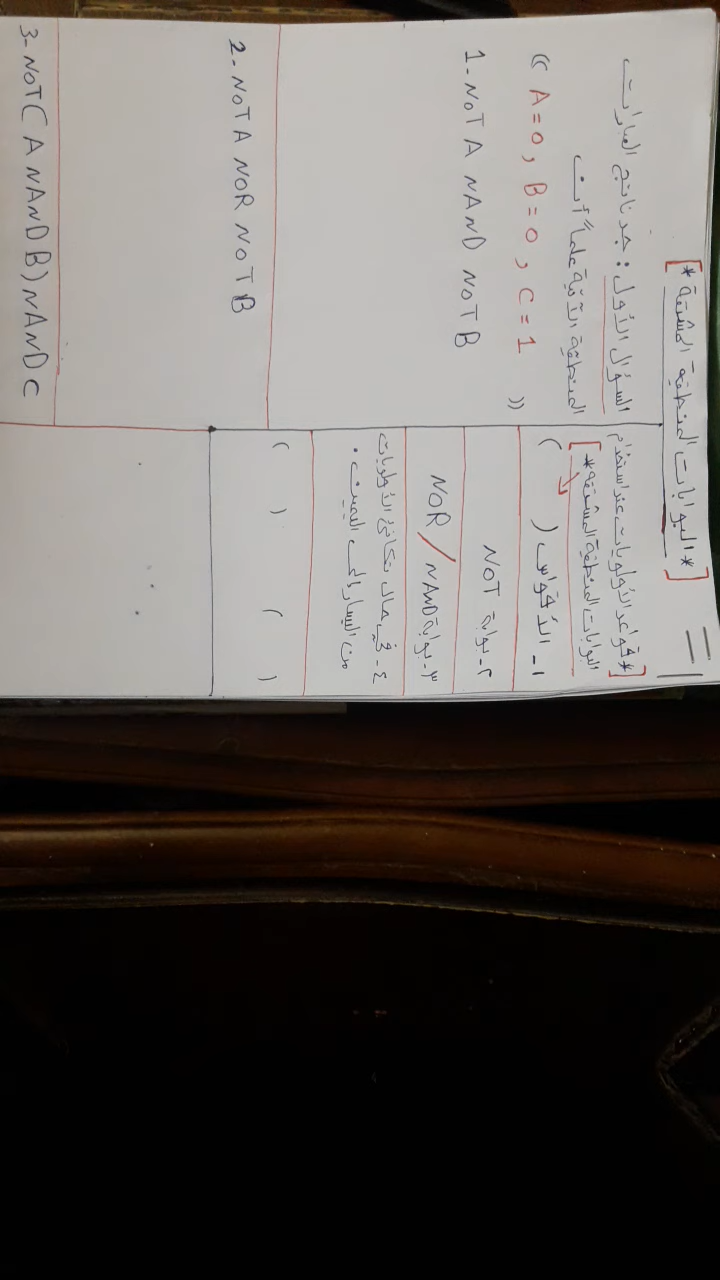 [* البوابات المنطقية المشتقة *]
السؤال الأول: جد ناتج العبارات
المنطقية الآتية علماً أن
(( A=0 , B=0 , C=1 ))
1- NOT A NAND NOT B
2- NOT A NOR NOT B
3- NOT( A NAND B) NAND C
[* قواعد الأولويات عند استخدام
البوابات المنطقية المشتقة *]
١- الأقواس ( )
٢- بوابة NOT
٣- بوابة NOR / NAND
٤- في حال تكافئ الأولويات
من اليسار إلى اليمين.
( ) ( )